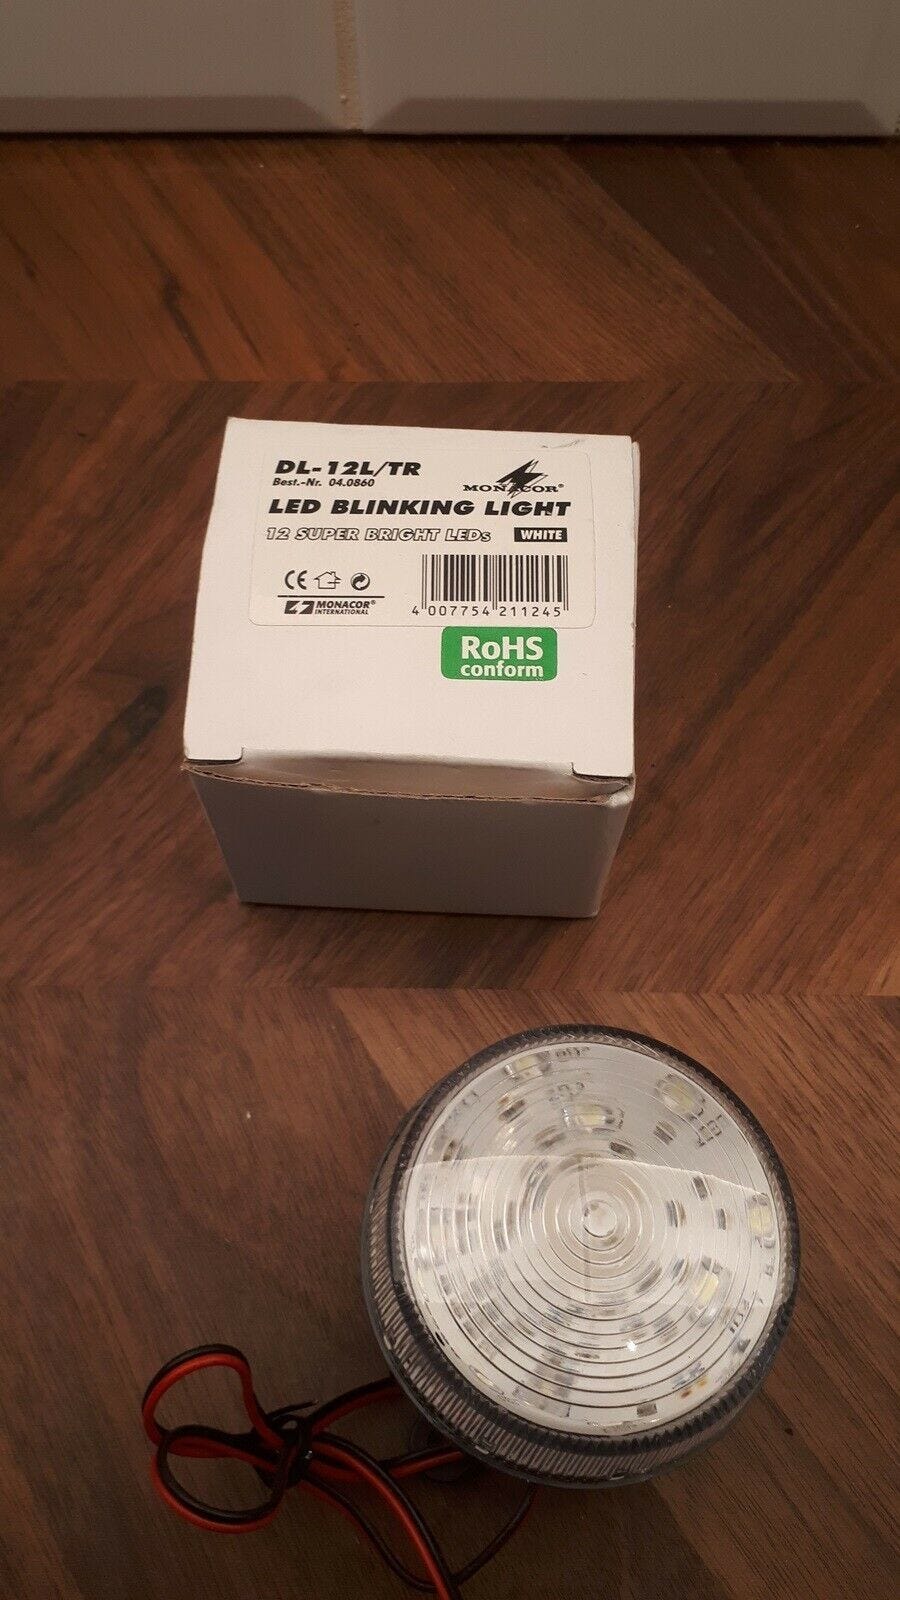 DL-12L/TR
Best.-Nr. 04.0860
MONACOR®
LED BLINKING LIGHT
12 SUPER BRIGHT LEDs WHITE
CE
MONACOR®
INTERNATIONAL
4 007754 211245
RoHS
conform